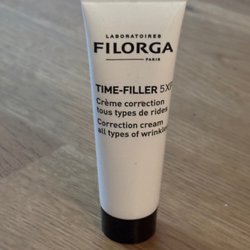 LABORATOIRES
FILORGA
PARIS
TIME-FILLER 5XP
Crème correction
tous types de rides
Correction cream
all types of wrinkles